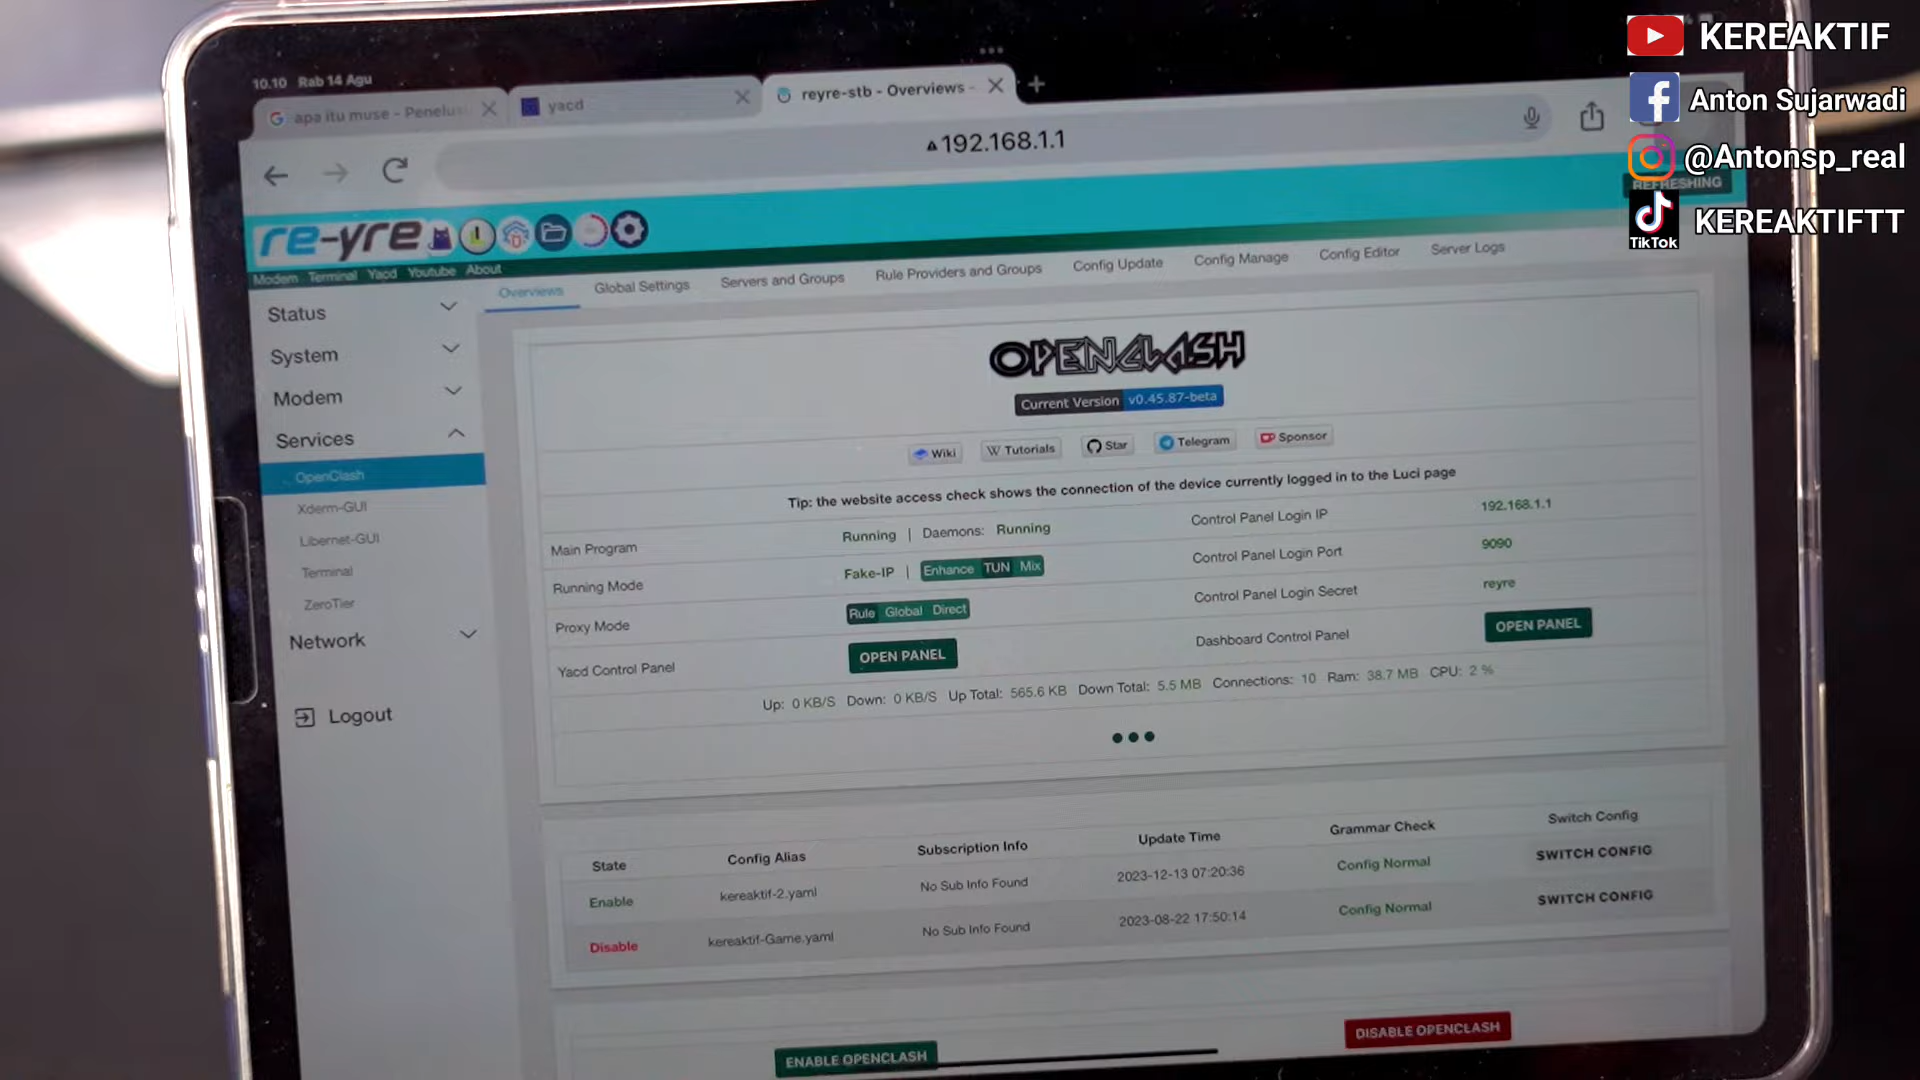 KEREAKTIF
Anton Sujarwadi
@Antonsp_real
TikTok KEREAKTIFTT
10.10 Rab 14 Agu
apa itu muse - Penelus
yacd
reyre-stb - Overviews -
192.168.1.1
REFRESHING
re-yre
Modem Terminal Yacd Youtube About
Overviews Global Settings Servers and Groups Rule Providers and Groups Config Update Config Manage Config Editor Server Logs
Status
System
Modem
Services
OpenClash
Xderm-GUI
Libernet-GUI
Terminal
ZeroTier
Network
Logout
OPENCLASH
Current Version v0.45.87-beta
Wiki Tutorials Star Telegram Sponsor
Tip: the website access check shows the connection of the device currently logged in to the Luci page
Main Program Running | Daemons: Running Control Panel Login IP 192.168.1.1
Running Mode Fake-IP | Enhance TUN Mix Control Panel Login Port 9090
Proxy Mode Rule Global Direct Control Panel Login Secret reyre
Yacd Control Panel OPEN PANEL Dashboard Control Panel OPEN PANEL
Up: 0 KB/S Down: 0 KB/S Up Total: 565.6 KB Down Total: 5.5 MB Connections: 10 Ram: 38.7 MB CPU: 2 %
State Config Alias Subscription Info Update Time Grammar Check Switch Config
Enable kereaktif-2.yaml No Sub Info Found 2023-12-13 07:20:36 Config Normal SWITCH CONFIG
Disable kereaktif-Game.yaml No Sub Info Found 2023-08-22 17:50:14 Config Normal SWITCH CONFIG
ENABLE OPENCLASH DISABLE OPENCLASH